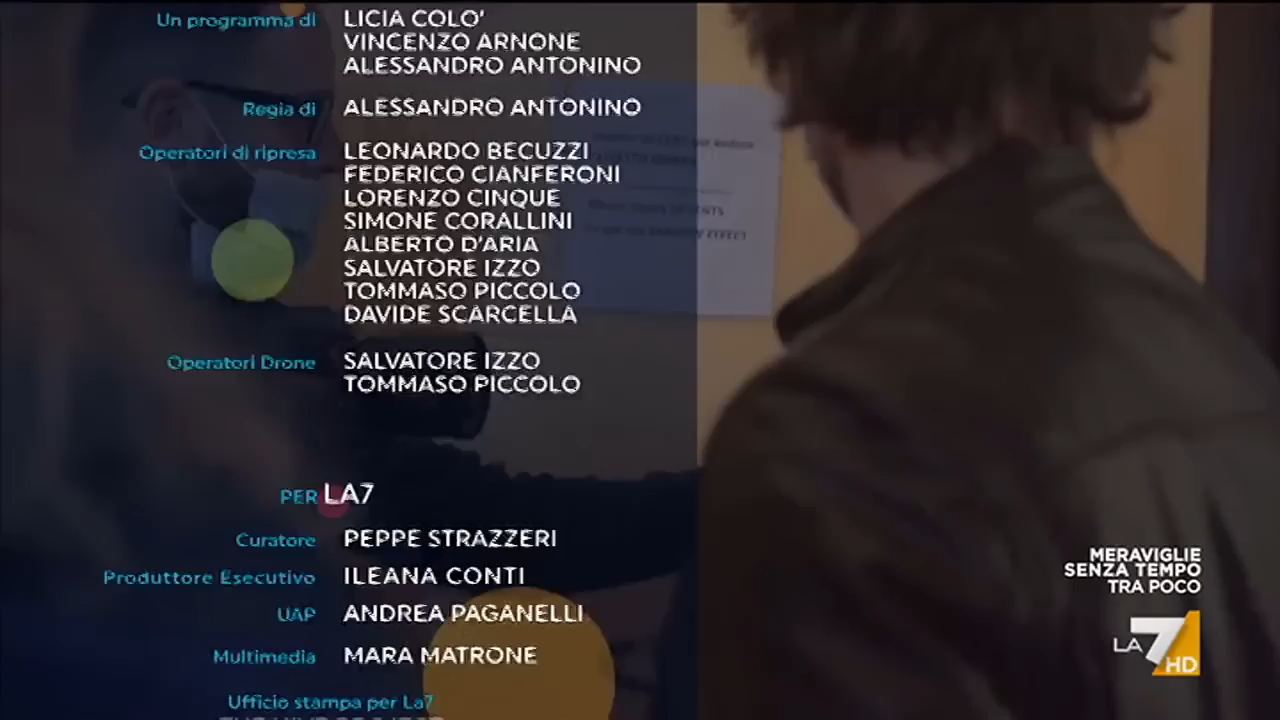 Un programma di LICIA COLO'
VINCENZO ARNONE
ALESSANDRO ANTONINO
Regia di ALESSANDRO ANTONINO
Operatori di ripresa LEONARDO BECUZZI
FEDERICO CIANFERONI
LORENZO CINQUE
SIMONE CORALLINI
ALBERTO D'ARIA
SALVATORE IZZO
TOMMASO PICCOLO
DAVIDE SCARCELLA
Operatori Drone SALVATORE IZZO
TOMMASO PICCOLO
PER LA7
Curatore PEPPE STRAZZERI
Produttore Esecutivo ILEANA CONTI
UAP ANDREA PAGANELLI
Multimedia MARA MATRONE
Ufficio stampa per La7
MERAVIGLIE
SENZA TEMPO
TRA POCO
LA7 HD